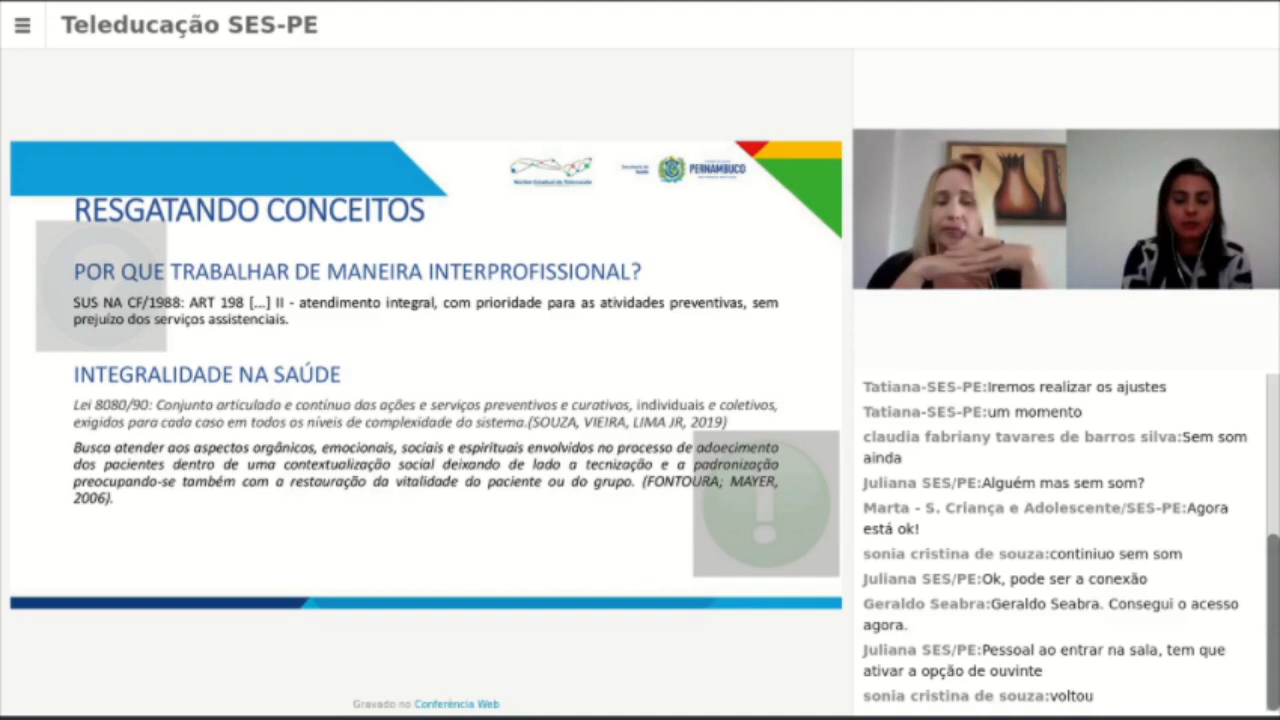 Teleducação SES-PE
Núcleo Estadual de Telessaúde
Secretaria de
Saúde
PERNAMBUCO
RESGATANDO CONCEITOS
POR QUE TRABALHAR DE MANEIRA INTERPROFISSIONAL?
SUS NA CF/1988: ART 198 [...] II - atendimento integral, com prioridade para as atividades preventivas, sem
prejuízo dos serviços assistenciais.
INTEGRALIDADE NA SAÚDE
Lei 8080/90: Conjunto articulado e contínuo das ações e serviços preventivos e curativos, individuais e coletivos,
exigidos para cada caso em todos os níveis de complexidade do sistema.(SOUZA, VIEIRA, LIMA JR, 2019)
Busca atender aos aspectos orgânicos, emocionais, sociais e espirituais envolvidos no processo de adoecimento
dos pacientes dentro de uma contextualização social deixando de lado a tecnização e a padronização
preocupando-se também com a restauração da vitalidade do paciente ou do grupo. (FONTOURA; MAYER,
2006).
Gravado no Conferência Web
Tatiana-SES-PE:Iremos realizar os ajustes
Tatiana-SES-PE:um momento
claudia fabriany tavares de barros silva:Sem som
ainda
Juliana SES/PE:Alguém mas sem som?
Marta - S. Criança e Adolescente/SES-PE:Agora
está ok!
sonia cristina de souza:continiuo sem som
Juliana SES/PE:Ok, pode ser a conexão
Geraldo Seabra:Geraldo Seabra. Consegui o acesso
agora.
Juliana SES/PE:Pessoal ao entrar na sala, tem que
ativar a opção de ouvinte
sonia cristina de souza:voltou